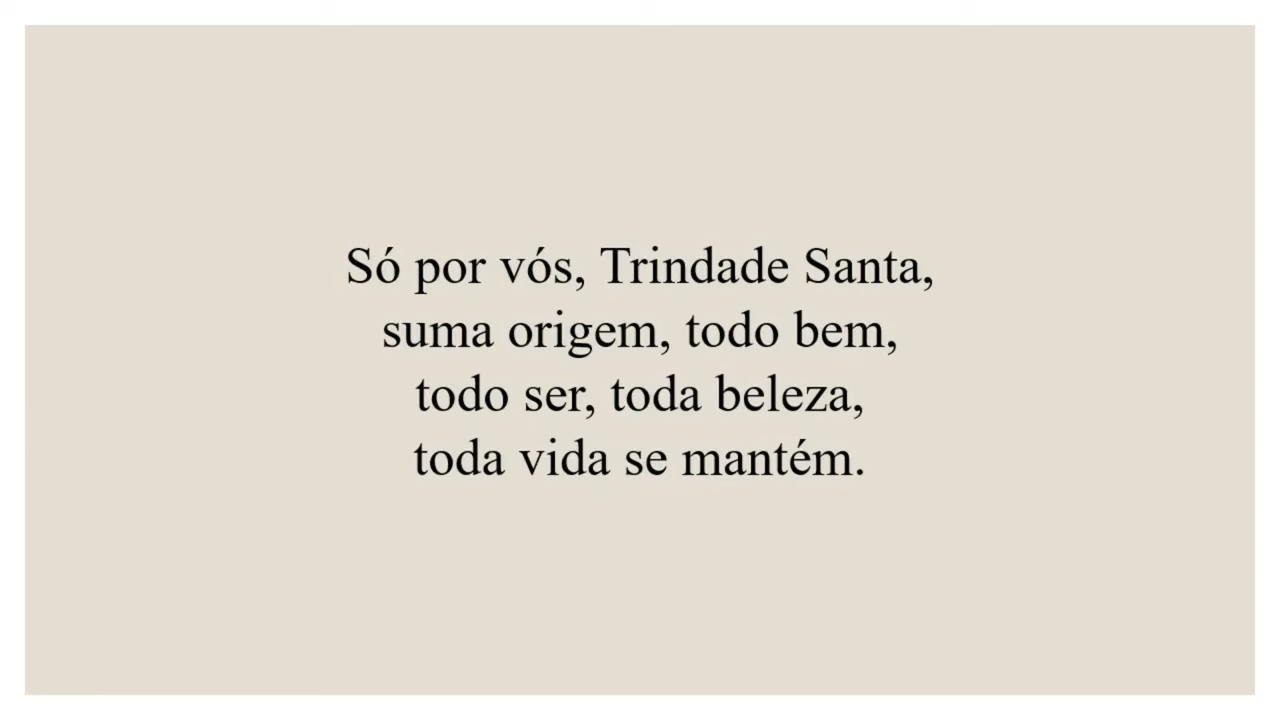 Só por vós, Trindade Santa,
suma origem, todo bem,
todo ser, toda beleza,
toda vida se mantém.